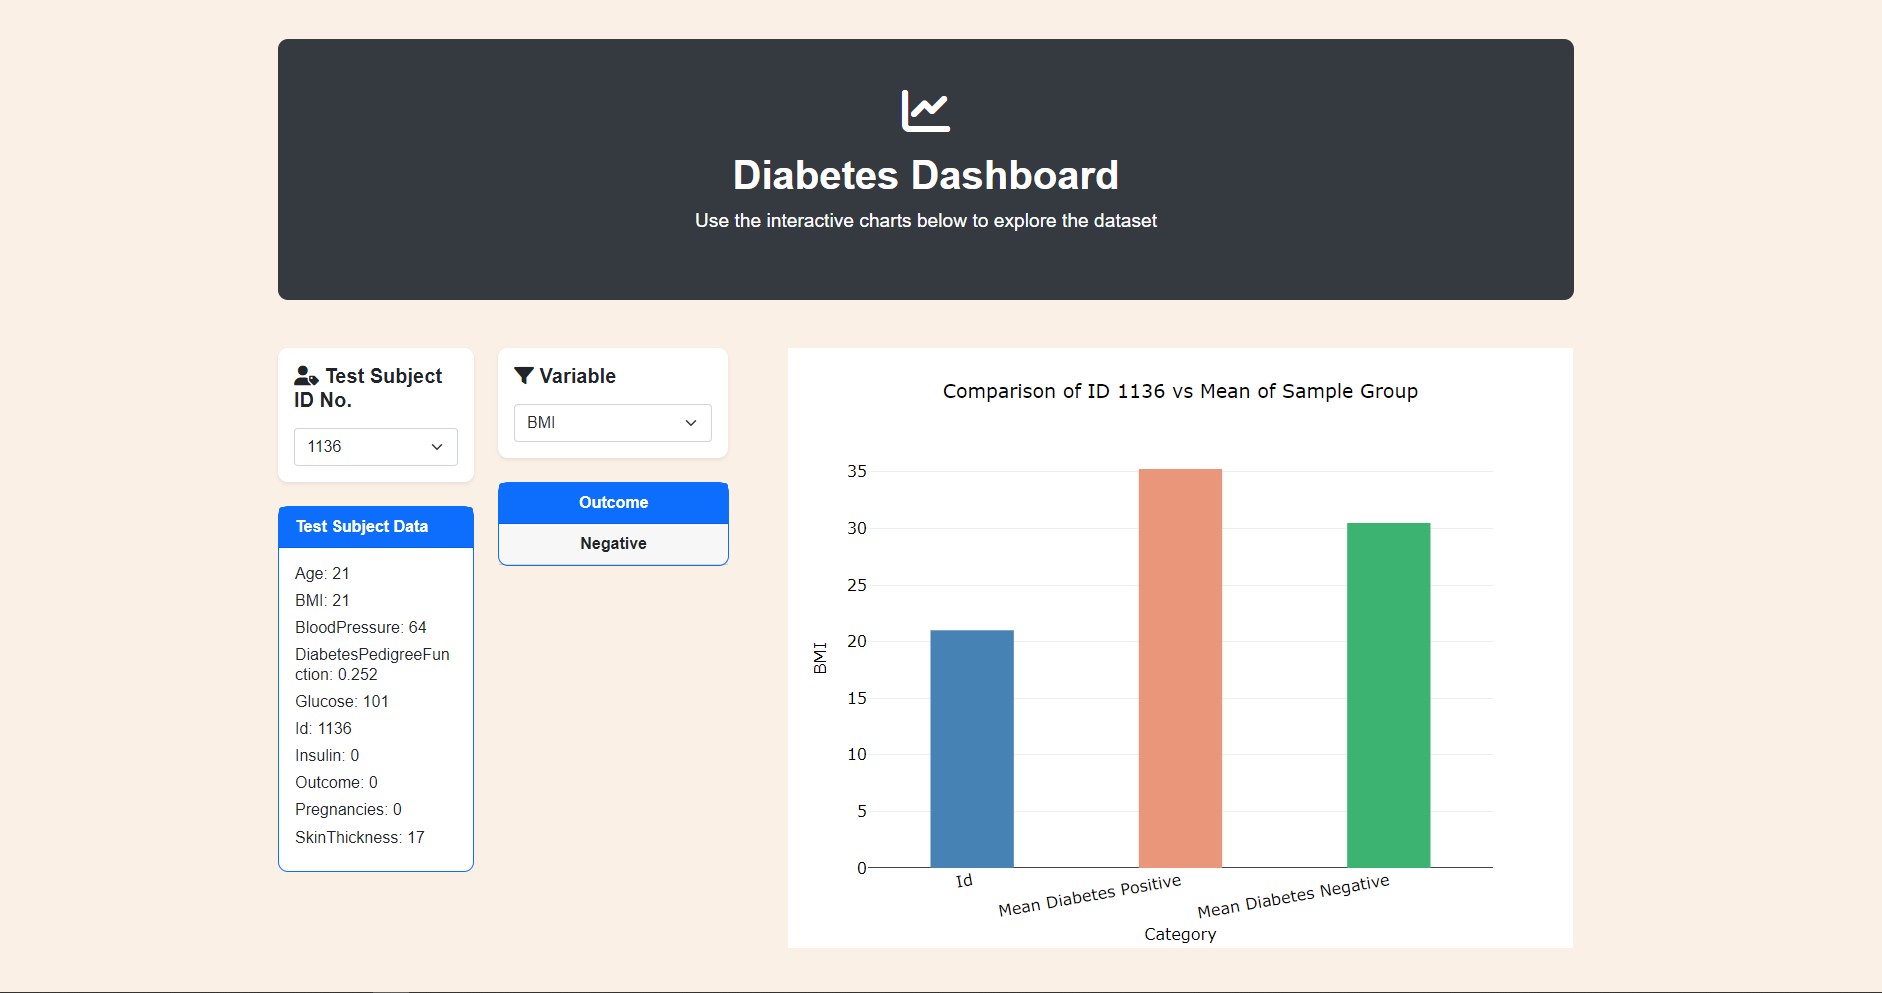 Diabetes Dashboard
Use the interactive charts below to explore the dataset
Test Subject
ID No.
1136
Test Subject Data
Age: 21
BMI: 21
BloodPressure: 64
DiabetesPedigreeFun
ction: 0.252
Glucose: 101
Id: 1136
Insulin: 0
Outcome: 0
Pregnancies: 0
SkinThickness: 17
Variable
BMI
Outcome
Negative
Comparison of ID 1136 vs Mean of Sample Group
35
30
25
20
15
10
5
0
BMI
Id
Mean Diabetes Positive
Mean Diabetes Negative
Category